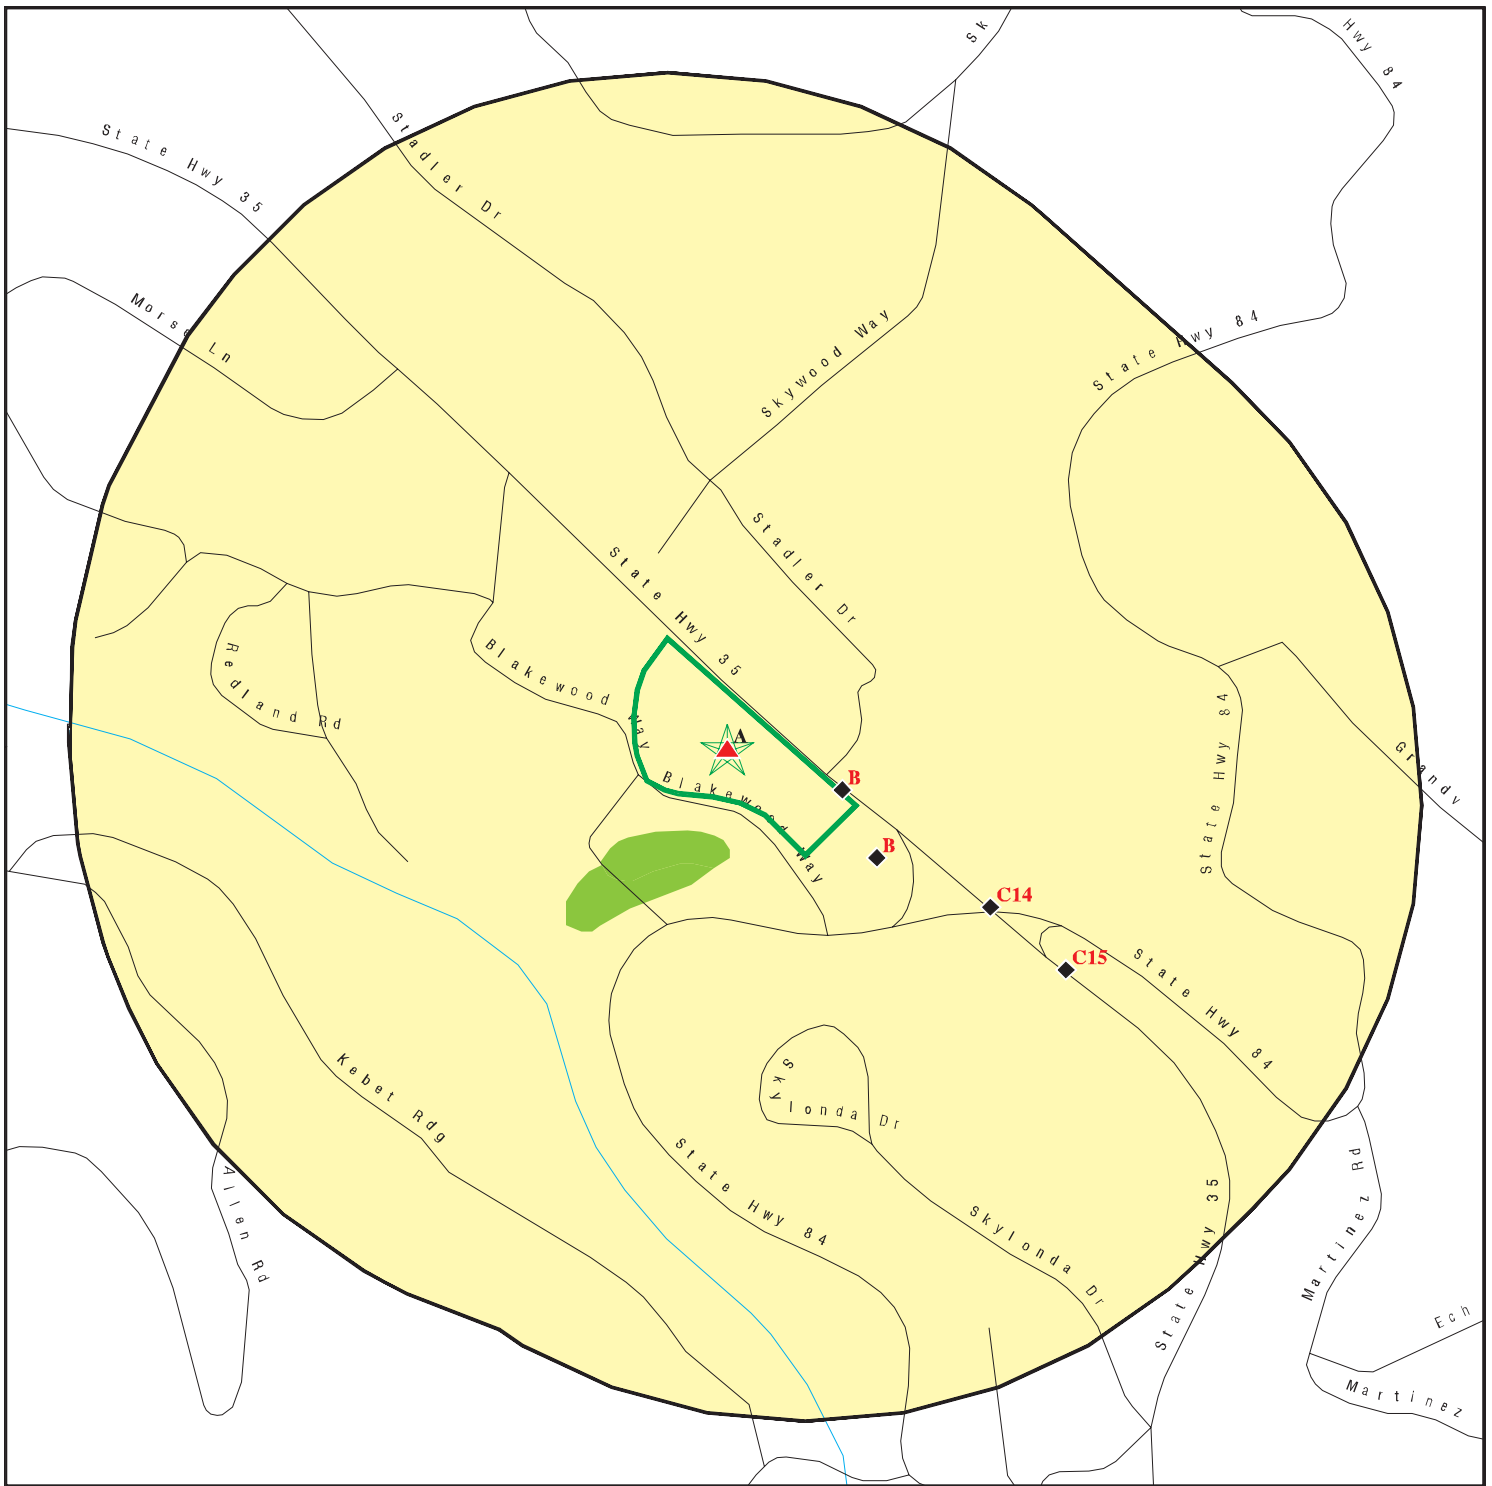 Sk
Hwy 84
State Hwy 35
Stadler Dr
Morse Ln
Skywood Way
State Hwy 84
Stadler Dr
State Hwy 35
Redland Rd
Blakewood Way
State Hwy 84
Grandv
A
B
Blakewood Way
B
C14
C15
State Hwy 84
Kebet Rdg
Skylonda Dr
State Hwy 84
Allen Rd
Skylonda Dr
State Hwy 35
Martinez Rd
Ech
Martinez